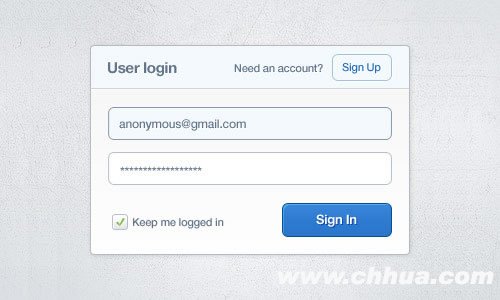 User login
Need an account? Sign Up
anonymous@gmail.com
******************
Keep me logged in
Sign In
www.chhua.com